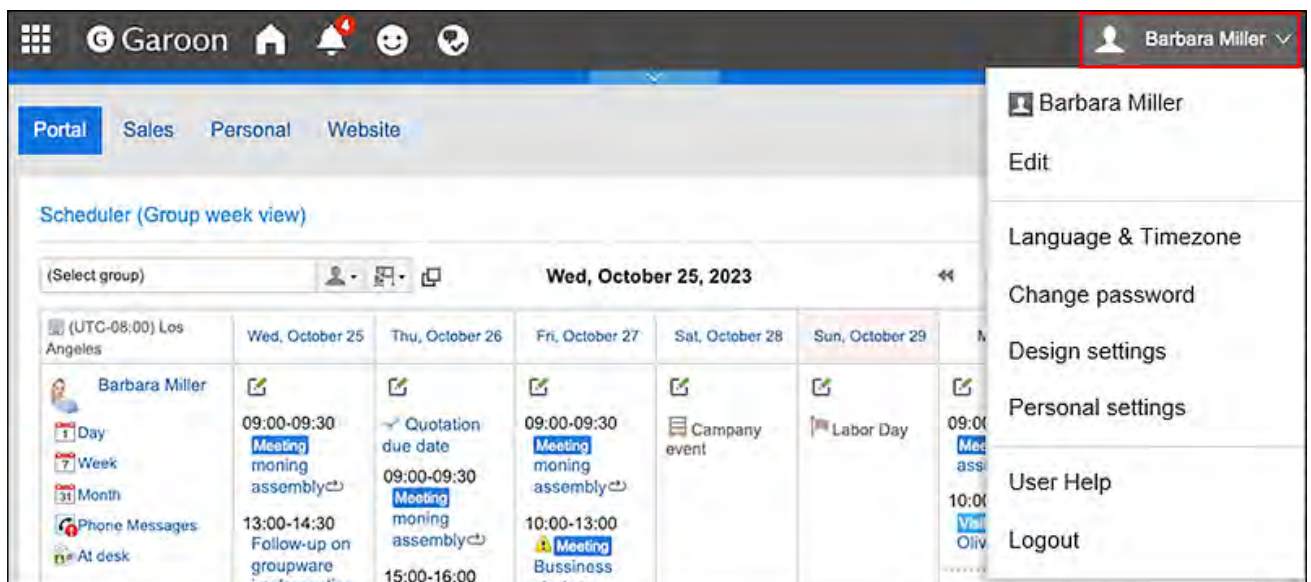 Garoon 4 Barbara Miller
Barbara Miller
Edit
Language & Timezone
Change password
Design settings
Personal settings
User Help
Logout
Portal Sales Personal Website
Scheduler (Group week view)
(Select group) Wed, October 25, 2023
(UTC-08:00) Los
Angeles
Wed, October 25
Thu, October 26
Fri, October 27
Sat, October 28
Sun, October 29
Barbara Miller
1 Day
7 Week
31 Month
Phone Messages
At desk
09:00-09:30
Meeting
moning
assembly
13:00-14:30
Follow-up on
groupware
Quotation
due date
09:00-09:30
Meeting
moning
assembly
15:00-16:00
09:00-09:30
Meeting
moning
assembly
10:00-13:00
Meeting
Bussiness
Campany
event
Labor Day